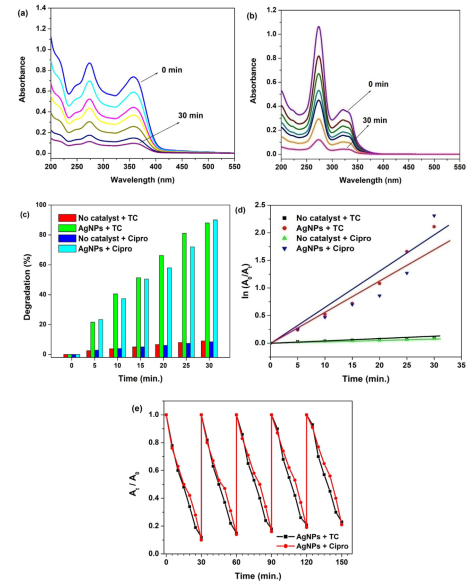 (a)
1.4
1.2
1.0
0.8
0.6
0.4
0.2
0.0
Absorbance
0 min
30 min
200 250 300 350 400 450 500 550
Wavelength (nm)
(b)
1.2
1.0
0.8
0.6
0.4
0.2
0.0
Absorbance
0 min
30 min
200 250 300 350 400 450 500 550
Wavelength (nm)
(c)
No catalyst + TC
AgNPs + TC
No catalyst + Cipro
AgNPs + Cipro
100
80
60
40
20
0
Degradation (%)
0 5 10 15 20 25 30
Time (min.)
(d)
No catalyst + TC
AgNPs + TC
No catalyst + Cipro
AgNPs + Cipro
2.5
2.0
1.5
1.0
0.5
0.0
ln (A0/At)
0 5 10 15 20 25 30 35
Time (min.)
(e)
1.0
0.8
0.6
0.4
0.2
0.0
At / A0
AgNPs + TC
AgNPs + Cipro
0 30 60 90 120 150
Time (min.)